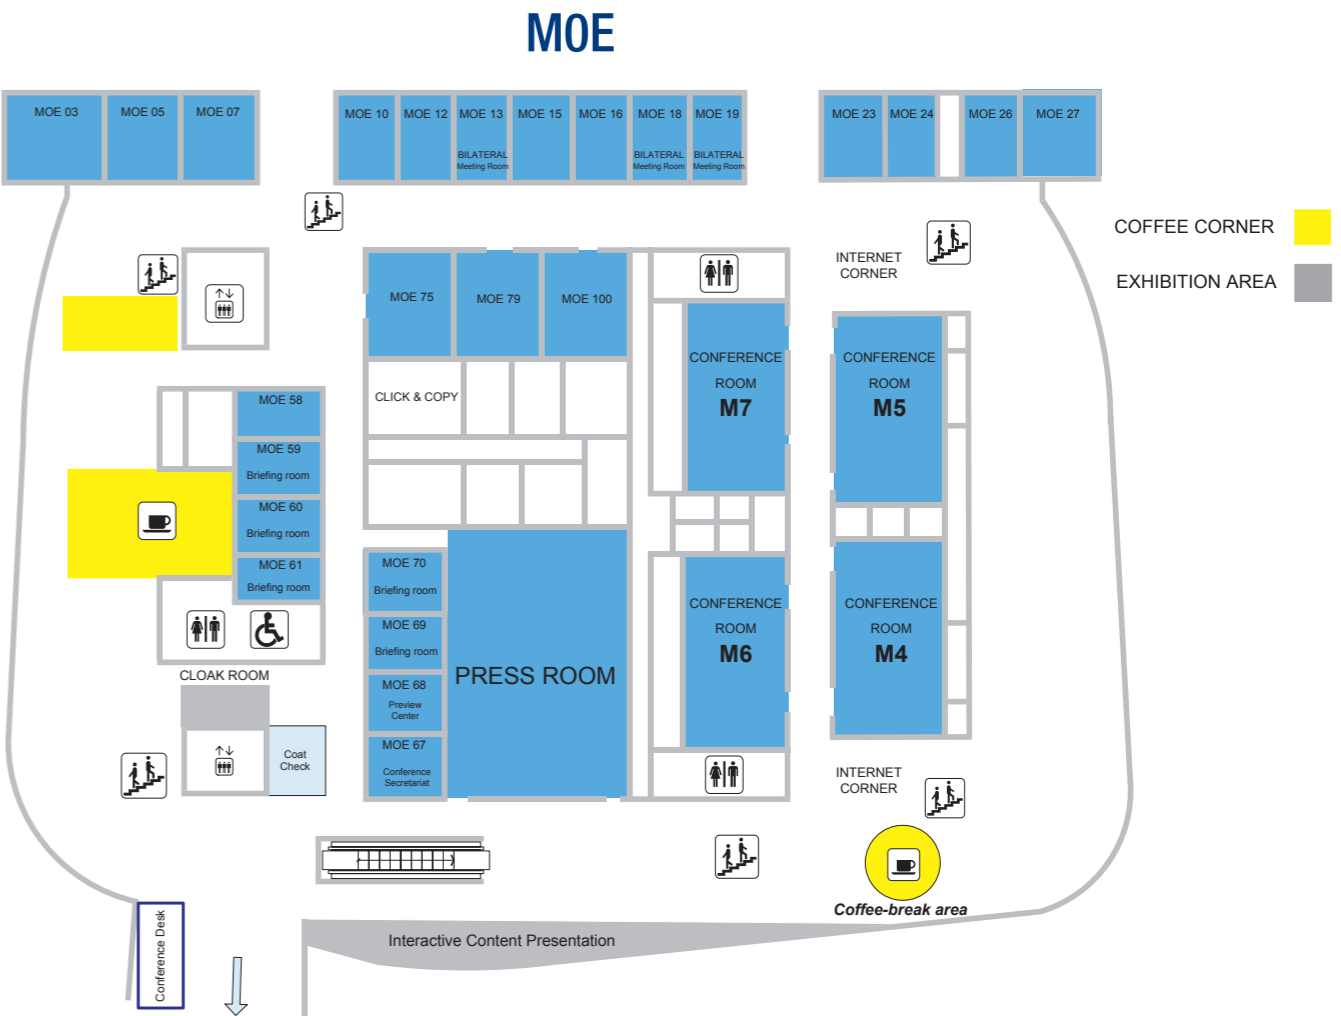 M0E
MOE 03
MOE 05
MOE 07
MOE 10
MOE 12
MOE 13
BILATERAL
Meeting Room
MOE 15
MOE 16
MOE 18
BILATERAL
Meeting Room
MOE 19
BILATERAL
Meeting Room
MOE 23
MOE 24
MOE 26
MOE 27
COFFEE CORNER
EXHIBITION AREA
INTERNET
CORNER
MOE 75
MOE 79
MOE 100
CLICK & COPY
CONFERENCE
ROOM
M7
CONFERENCE
ROOM
M5
MOE 58
MOE 59
Briefing room
MOE 60
Briefing room
MOE 61
Briefing room
MOE 70
Briefing room
MOE 69
Briefing room
MOE 68
Preview
Center
MOE 67
Conference
Secretariat
PRESS ROOM
CONFERENCE
ROOM
M6
CONFERENCE
ROOM
M4
CLOAK ROOM
Coat
Check
INTERNET
CORNER
Coffee-break area
Conference Desk
Interactive Content Presentation